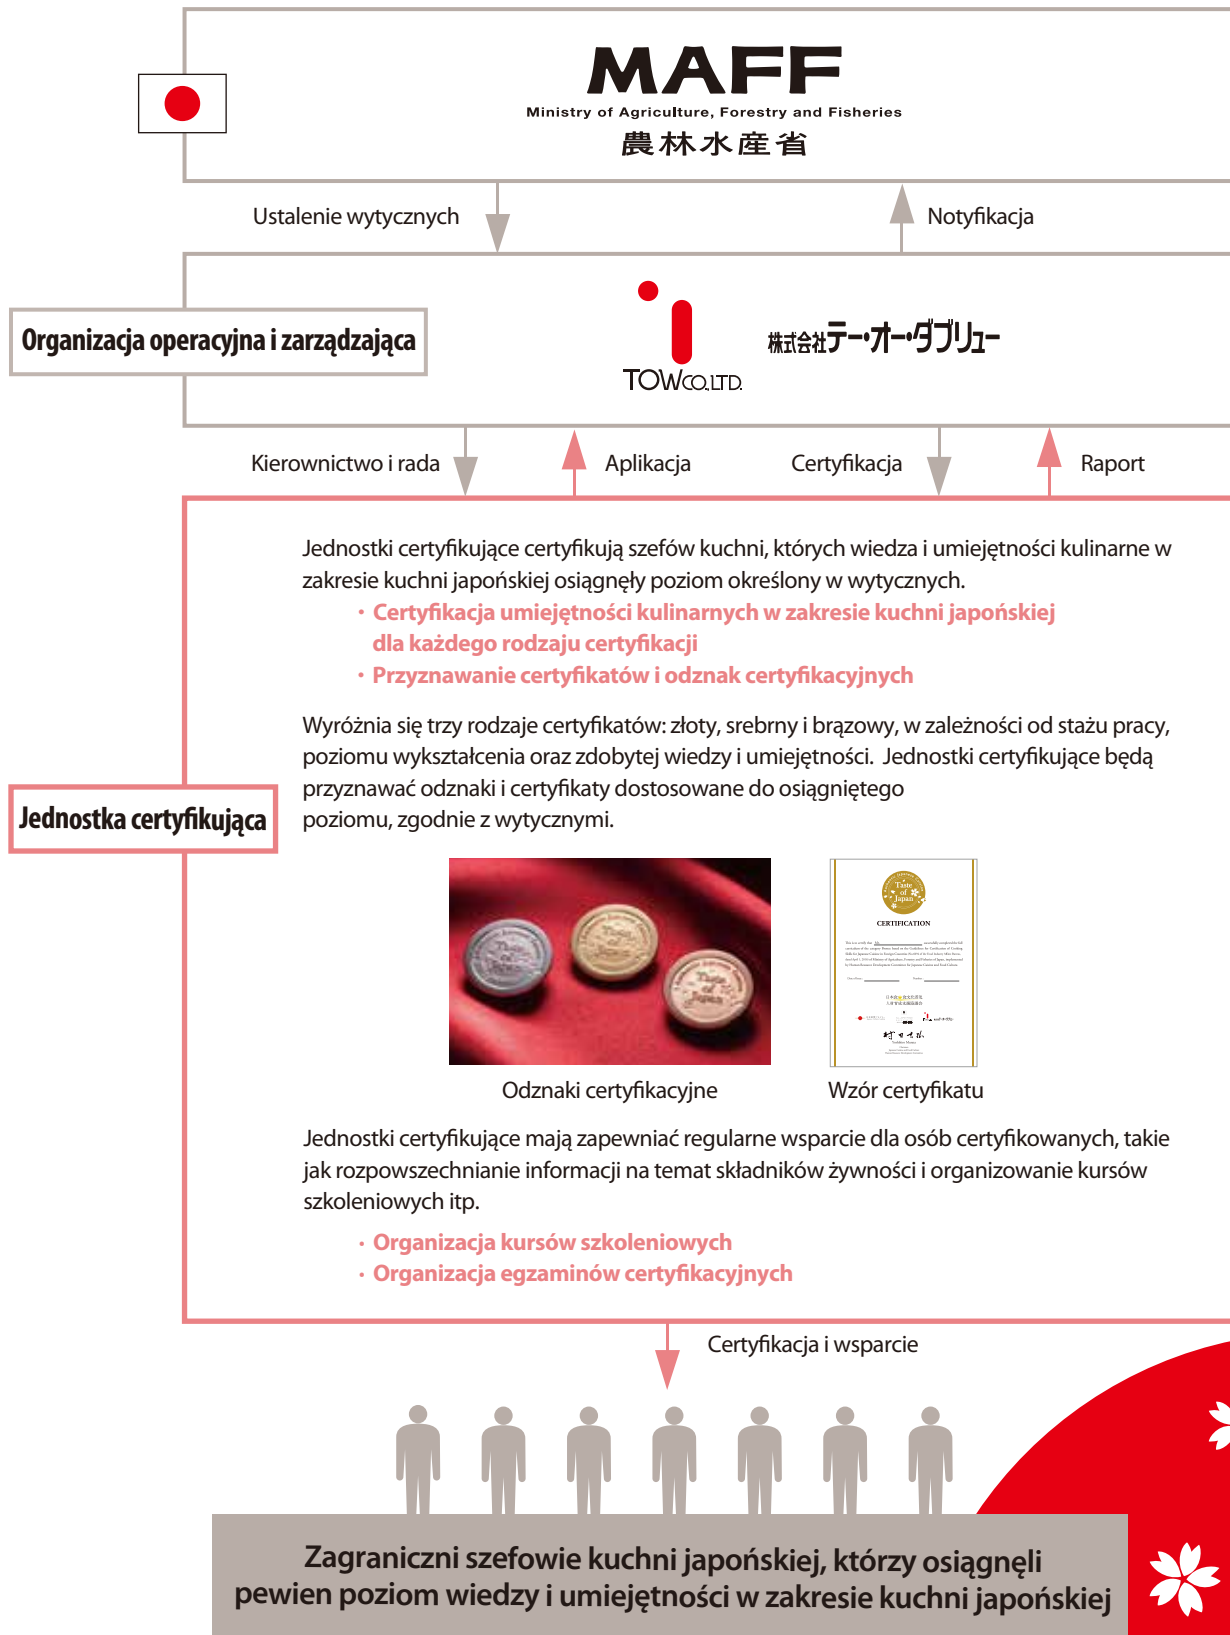 MAFF
Ministry of Agriculture, Forestry and Fisheries
農林水産省
Ustalenie wytycznych
Notyfikacja
Organizacja operacyjna i zarządzająca
TOWCO.,LTD.
株式会社テー・オー・ダブリュー
Kierownictwo i rada
Aplikacja
Certyfikacja
Raport
Jednostki certyfikujące certyfikują szefów kuchni, których wiedza i umiejętności kulinarne w
zakresie kuchni japońskiej osiągnęły poziom określony w wytycznych.
・Certyfikacja umiejętności kulinarnych w zakresie kuchni japońskiej
dla każdego rodzaju certyfikacji
・Przyznawanie certyfikatów i odznak certyfikacyjnych
Wyróżnia się trzy rodzaje certyfikatów: złoty, srebrny i brązowy, w zależności od stażu pracy,
poziomu wykształcenia oraz zdobytej wiedzy i umiejętności. Jednostki certyfikujące będą
przyznawać odznaki i certyfikaty dostosowane do osiągniętego
poziomu, zgodnie z wytycznymi.
Jednostka certyfikująca
Taste
of
Japan
Taste
of
Japan
CERTIFICATION
Odznaki certyfikacyjne
Wzór certyfikatu
Jednostki certyfikujące mają zapewniać regularne wsparcie dla osób certyfikowanych, takie
jak rozpowszechnianie informacji na temat składników żywności i organizowanie kursów
szkoleniowych itp.
・Organizacja kursów szkoleniowych
・Organizacja egzaminów certyfikacyjnych
Certyfikacja i wsparcie
Zagraniczni szefowie kuchni japońskiej, którzy osiągnęli
pewien poziom wiedzy i umiejętności w zakresie kuchni japońskiej